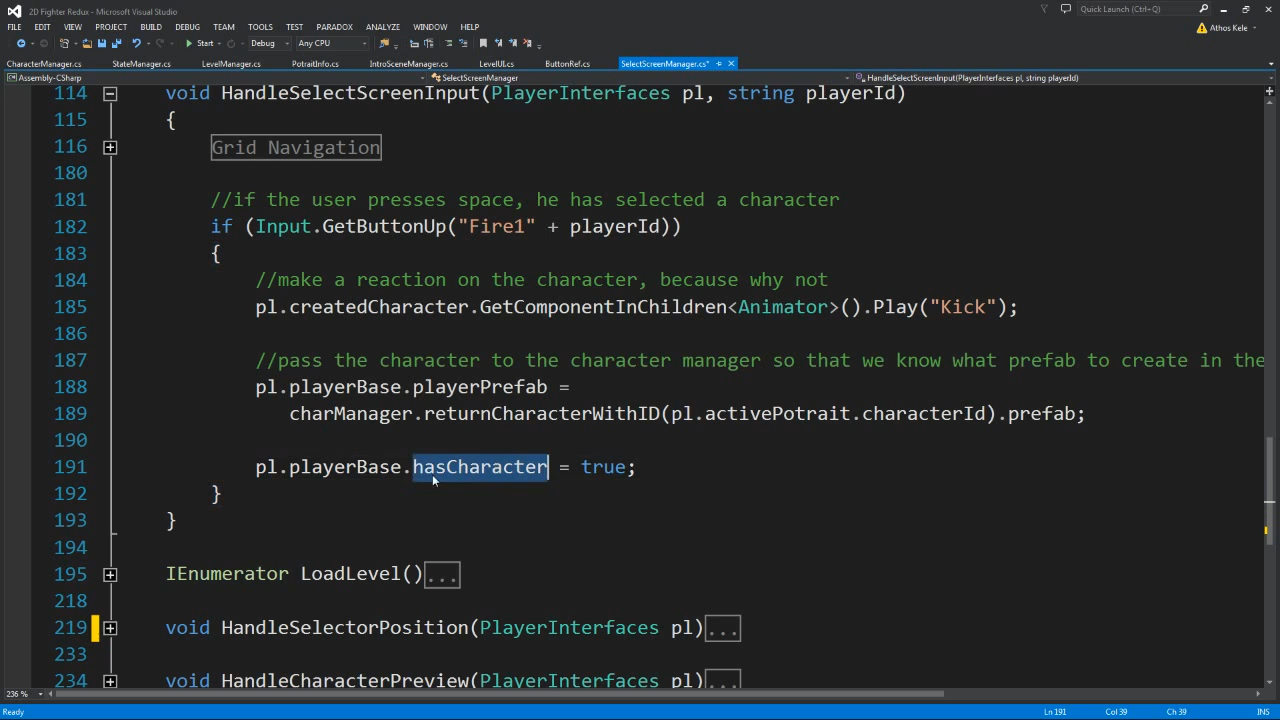 2D Fighter Redux - Microsoft Visual Studio
Quick Launch (Ctrl+Q)
FILE EDIT VIEW PROJECT BUILD DEBUG TEAM TOOLS TEST PARADOX ANALYZE WINDOW HELP
Athos Kele
Start Debug Any CPU
CharacterManager.cs StateManager.cs LevelManager.cs PotraitInfo.cs IntroSceneManager.cs LevelUI.cs ButtonRef.cs SelectScreenManager.cs*
Assembly-CSharp SelectScreenManager HandleSelectScreenInput(PlayerInterfaces pl, string playerId)
114 void HandleSelectScreenInput(PlayerInterfaces pl, string playerId)
115 {
116 Grid Navigation
180
181 //if the user presses space, he has selected a character
182 if (Input.GetButtonUp("Fire1" + playerId))
183 {
184 //make a reaction on the character, because why not
185 pl.createdCharacter.GetComponentInChildren<Animator>().Play("Kick");
186
187 //pass the character to the character manager so that we know what prefab to create in the
188 pl.playerBase.playerPrefab =
189 charManager.returnCharacterWithID(pl.activePotrait.characterId).prefab;
190
191 pl.playerBase.hasCharacter = true;
192 }
193 }
194
195 IEnumerator LoadLevel()...
218
219 void HandleSelectorPosition(PlayerInterfaces pl)...
233
234 void HandleCharacterPreview(PlayerInterfaces pl)...
236 %
Ready Ln 191 Col 39 Ch 39 INS